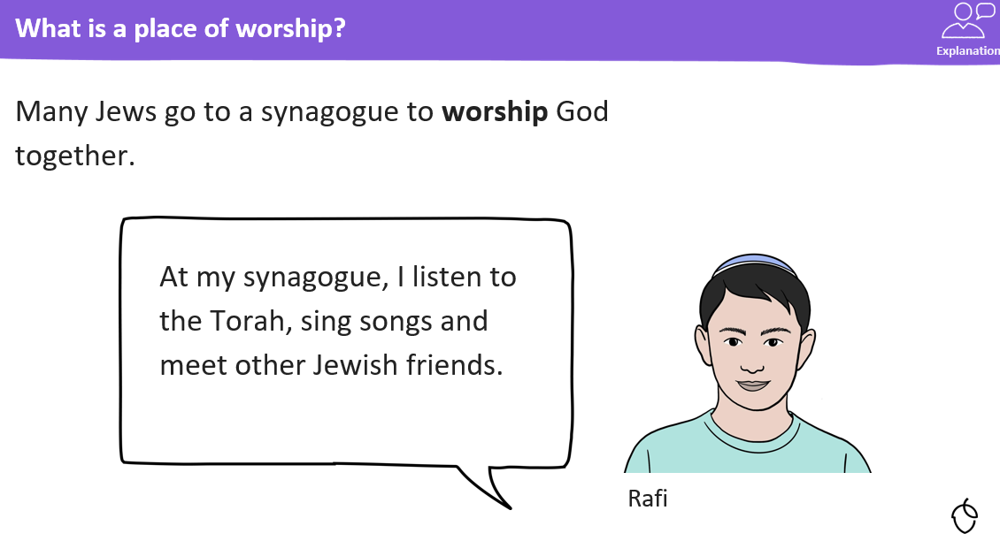 What is a place of worship?
Explanation
Many Jews go to a synagogue to worship God
together.
At my synagogue, I listen to
the Torah, sing songs and
meet other Jewish friends.
Rafi